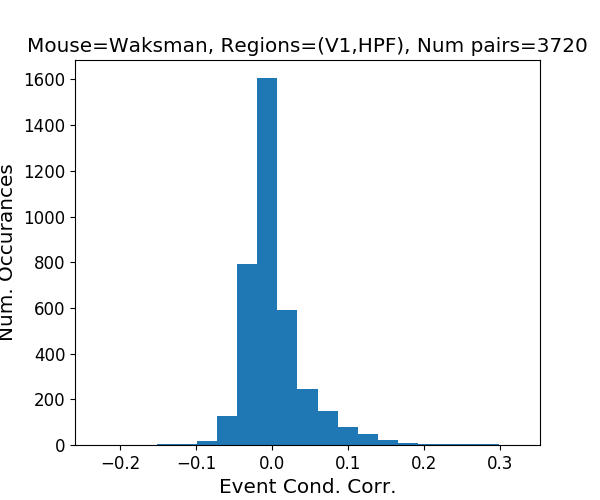 Mouse=Waksman, Regions=(V1,HPF), Num pairs=3720
1600
1400
1200
1000
800
600
400
200
0
Num. Occurances
−0.2 −0.1 0.0 0.1 0.2 0.3
Event Cond. Corr.